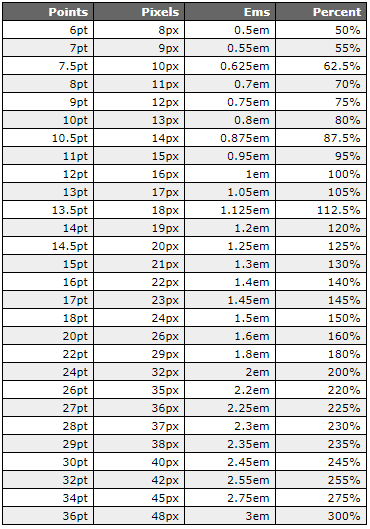 Points Pixels Ems Percent
6pt 8px 0.5em 50%
7pt 9px 0.55em 55%
7.5pt 10px 0.625em 62.5%
8pt 11px 0.7em 70%
9pt 12px 0.75em 75%
10pt 13px 0.8em 80%
10.5pt 14px 0.875em 87.5%
11pt 15px 0.95em 95%
12pt 16px 1em 100%
13pt 17px 1.05em 105%
13.5pt 18px 1.125em 112.5%
14pt 19px 1.2em 120%
14.5pt 20px 1.25em 125%
15pt 21px 1.3em 130%
16pt 22px 1.4em 140%
17pt 23px 1.45em 145%
18pt 24px 1.5em 150%
20pt 26px 1.6em 160%
22pt 29px 1.8em 180%
24pt 32px 2em 200%
26pt 35px 2.2em 220%
27pt 36px 2.25em 225%
28pt 37px 2.3em 230%
29pt 38px 2.35em 235%
30pt 40px 2.45em 245%
32pt 42px 2.55em 255%
34pt 45px 2.75em 275%
36pt 48px 3em 300%